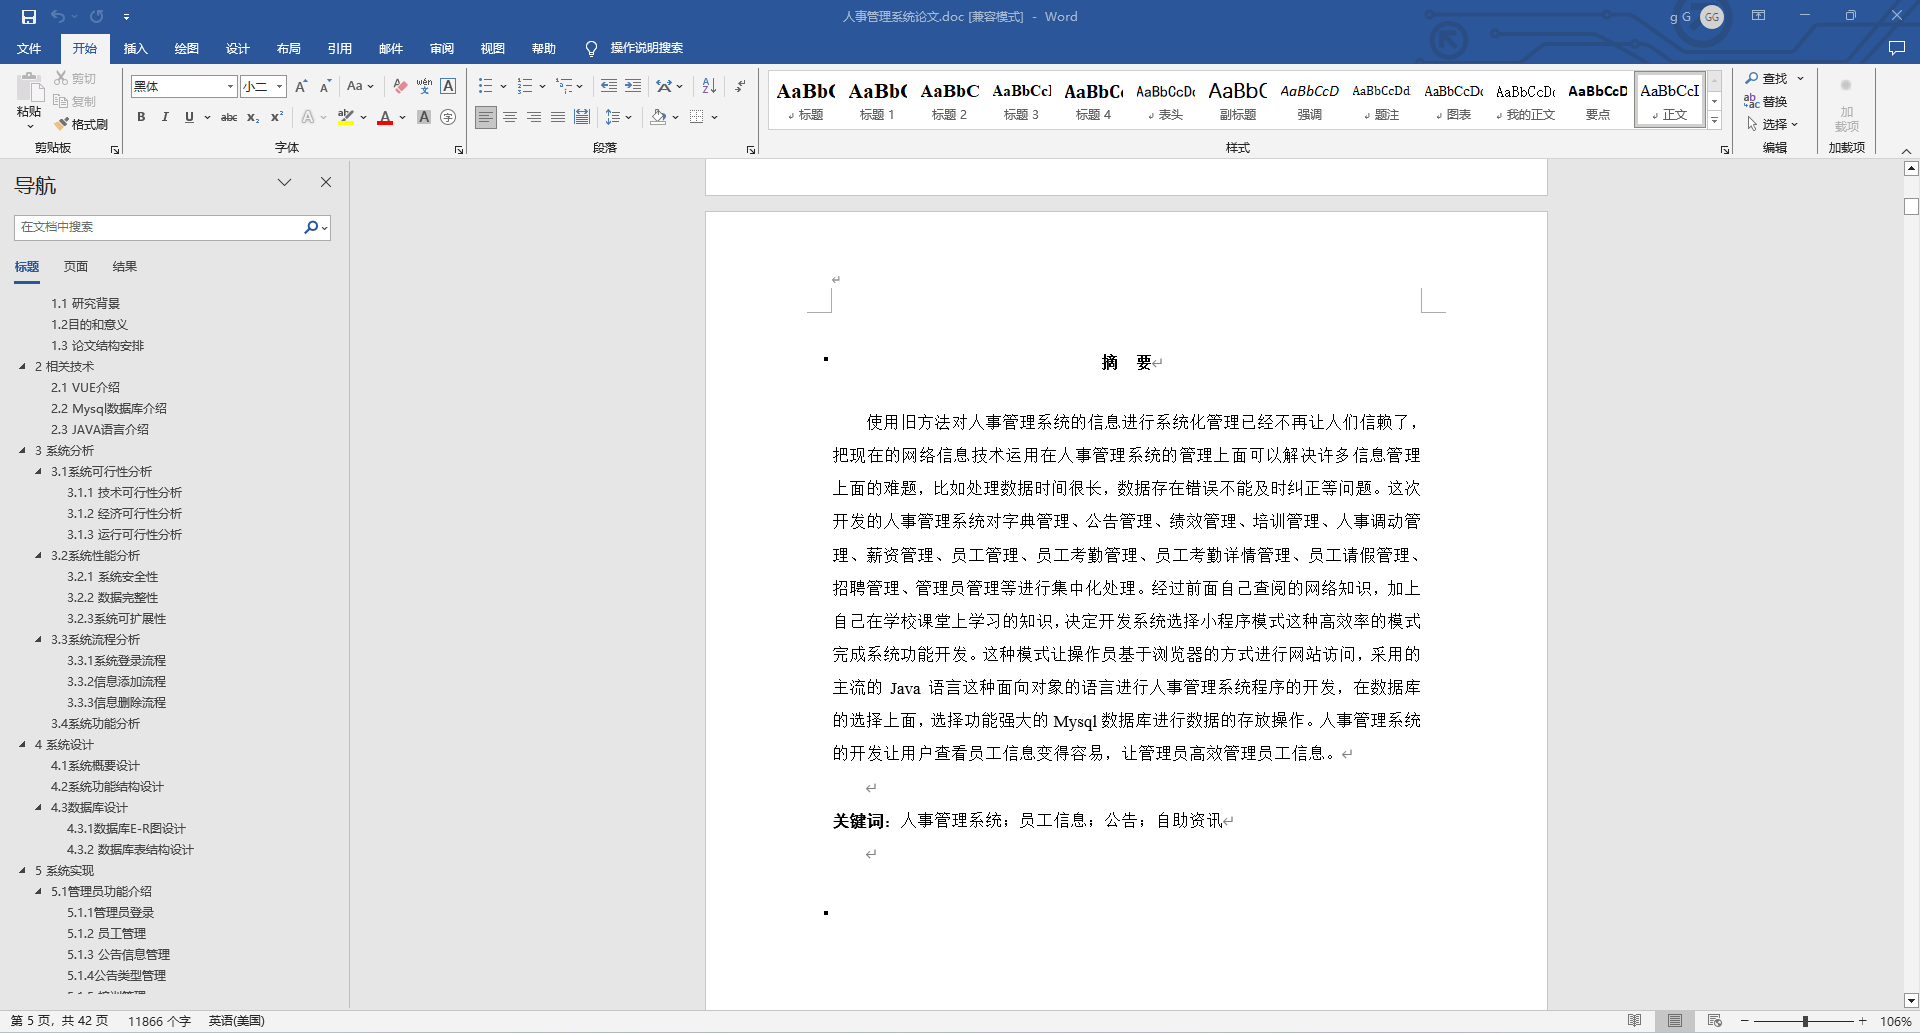 人事管理系统论文.doc [兼容模式] - Word
g G
GG
文件 开始 插入 绘图 设计 布局 引用 邮件 审阅 视图 帮助 操作说明搜索
粘贴
剪切
复制
格式刷
剪贴板
黑体 小二
字体
段落
AaBbC 标题
AaBbC 标题 1
AaBbC 标题 2
AaBbCcI 标题 3
AaBbCc 标题 4
AaBbCcDc 表头
AaBbC 副标题
AaBbCcD 强调
AaBbCcDd 题注
AaBbCcDc 图表
AaBbCcDc 我的正文
AaBbCcD 要点
AaBbCcI 正文
样式
查找
替换
选择
编辑
加载项
加载项
导航
在文档中搜索
标题 页面 结果
1.1 研究背景
1.2目的和意义
1.3 论文结构安排
2 相关技术
2.1 VUE介绍
2.2 Mysql数据库介绍
2.3 JAVA语言介绍
3 系统分析
3.1系统可行性分析
3.1.1 技术可行性分析
3.1.2 经济可行性分析
3.1.3 运行可行性分析
3.2系统性能分析
3.2.1 系统安全性
3.2.2 数据完整性
3.2.3系统可扩展性
3.3系统流程分析
3.3.1系统登录流程
3.3.2信息添加流程
3.3.3信息删除流程
3.4系统功能分析
4 系统设计
4.1系统概要设计
4.2系统功能结构设计
4.3数据库设计
4.3.1数据库E-R图设计
4.3.2 数据库表结构设计
5 系统实现
5.1管理员功能介绍
5.1.1管理员登录
5.1.2 员工管理
5.1.3 公告信息管理
5.1.4公告类型管理
摘 要
使用旧方法对人事管理系统的信息进行系统化管理已经不再让人们信赖了，
把现在的网络信息技术运用在人事管理系统的管理上面可以解决许多信息管理
上面的难题，比如处理数据时间很长，数据存在错误不能及时纠正等问题。这次
开发的人事管理系统对字典管理、公告管理、绩效管理、培训管理、人事调动管
理、薪资管理、员工管理、员工考勤管理、员工考勤详情管理、员工请假管理、
招聘管理、管理员管理等进行集中化处理。经过前面自己查阅的网络知识，加上
自己在学校课堂上学习的知识，决定开发系统选择小程序模式这种高效率的模式
完成系统功能开发。这种模式让操作员基于浏览器的方式进行网站访问，采用的
主流的 Java 语言这种面向对象的语言进行人事管理系统程序的开发，在数据库
的选择上面，选择功能强大的 Mysql 数据库进行数据的存放操作。人事管理系统
的开发让用户查看员工信息变得容易，让管理员高效管理员工信息。
关键词：人事管理系统；员工信息；公告；自助资讯
第 5 页，共 42 页 11866 个字 英语(美国)
106%